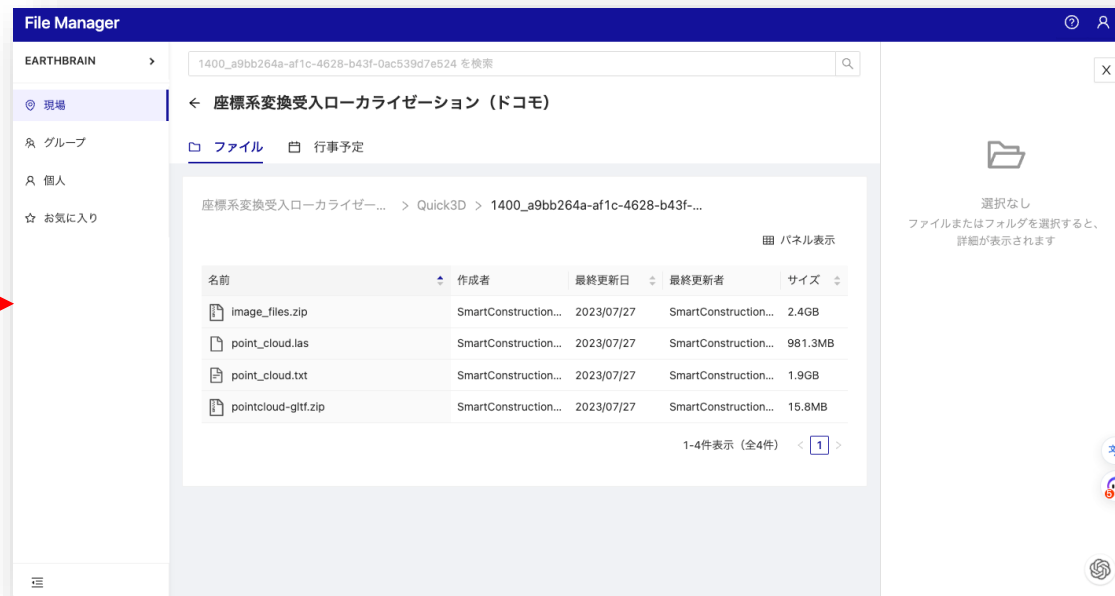 File Manager
EARTHBRAIN
現場
グループ
個人
お気に入り
1400_a9bb264a-af1c-4628-b43f-0ac539d7e524 を検索
座標系変換受入ローカライゼーション（ドコモ）
ファイル 行事予定
座標系変換受入ローカライゼー... > Quick3D > 1400_a9bb264a-af1c-4628-b43f-...
パネル表示
名前 作成者 最終更新日 最終更新者 サイズ
image_files.zip SmartConstruction... 2023/07/27 SmartConstruction... 2.4GB
point_cloud.las SmartConstruction... 2023/07/27 SmartConstruction... 981.3MB
point_cloud.txt SmartConstruction... 2023/07/27 SmartConstruction... 1.9GB
pointcloud-gltf.zip SmartConstruction... 2023/07/27 SmartConstruction... 15.8MB
1-4件表示（全4件） < 1 >
X
選択なし
ファイルまたはフォルダを選択すると、
詳細が表示されます
文
5